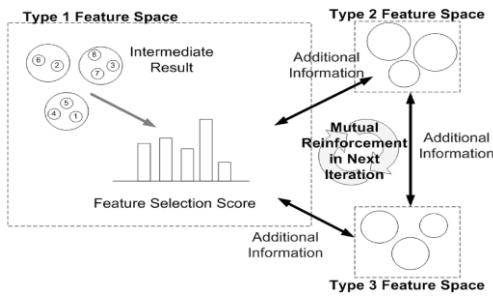 Type 1 Feature Space
6
2
8
3
7
5
4
1
Intermediate
Result
Feature Selection Score
Type 2 Feature Space
Additional
Information
Mutual
Reinforcement
in Next
Iteration
Additional
Information
Additional
Information
Type 3 Feature Space